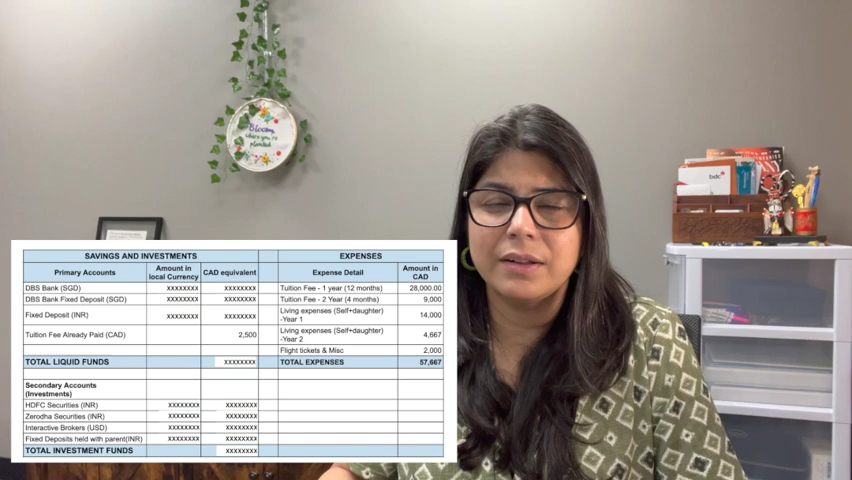 Bloom
where you're
planted
bdc
SAVINGS AND INVESTMENTS EXPENSES
Primary Accounts Amount in local Currency CAD equivalent Expense Detail Amount in CAD
DBS Bank (SGD) xxxxxxxx xxxxxxxx Tuition Fee - 1 year (12 months) 28,000.00
DBS Bank Fixed Deposit (SGD) xxxxxxxx xxxxxxxx Tuition Fee - 2 Year (4 months) 9,000
Fixed Deposit (INR) xxxxxxxx xxxxxxxx Living expenses (Self+daughter) -Year 1 14,000
Tuition Fee Already Paid (CAD) 2,500 Living expenses (Self+daughter) -Year 2 4,667
Flight tickets & Misc 2,000
TOTAL LIQUID FUNDS xxxxxxxx TOTAL EXPENSES 57,667
Secondary Accounts
(Investments)
HDFC Securities (INR) xxxxxxxx xxxxxxxx
Zerodha Securities (INR) xxxxxxxx xxxxxxxx
Interactive Brokers (USD) xxxxxxxx xxxxxxxx
Fixed Deposits held with parent(INR) xxxxxxxx xxxxxxxx
TOTAL INVESTMENT FUNDS xxxxxxxx